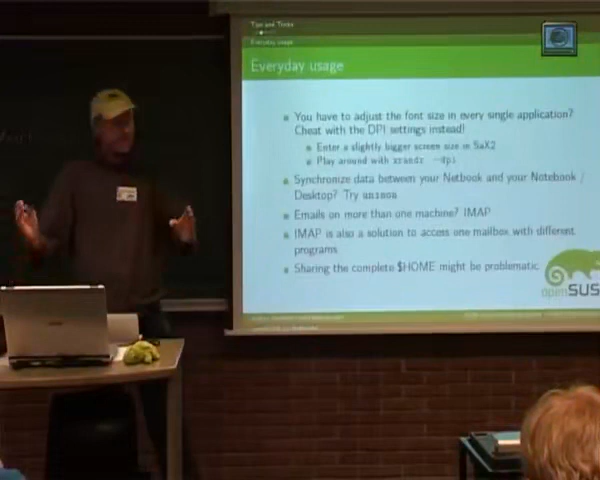 Tips and Tricks
Everyday usage
Everyday usage
You have to adjust the font size in every single application?
Cheat with the DPI settings instead!
Enter a slightly bigger screen size in SaX2
Play around with xrandr --dpi
Synchronize data between your Netbook and your Notebook /
Desktop? Try unison
Emails on more than one machine? IMAP
IMAP is also a solution to access one mailbox with different
programs
Sharing the complete $HOME might be problematic
openSUS